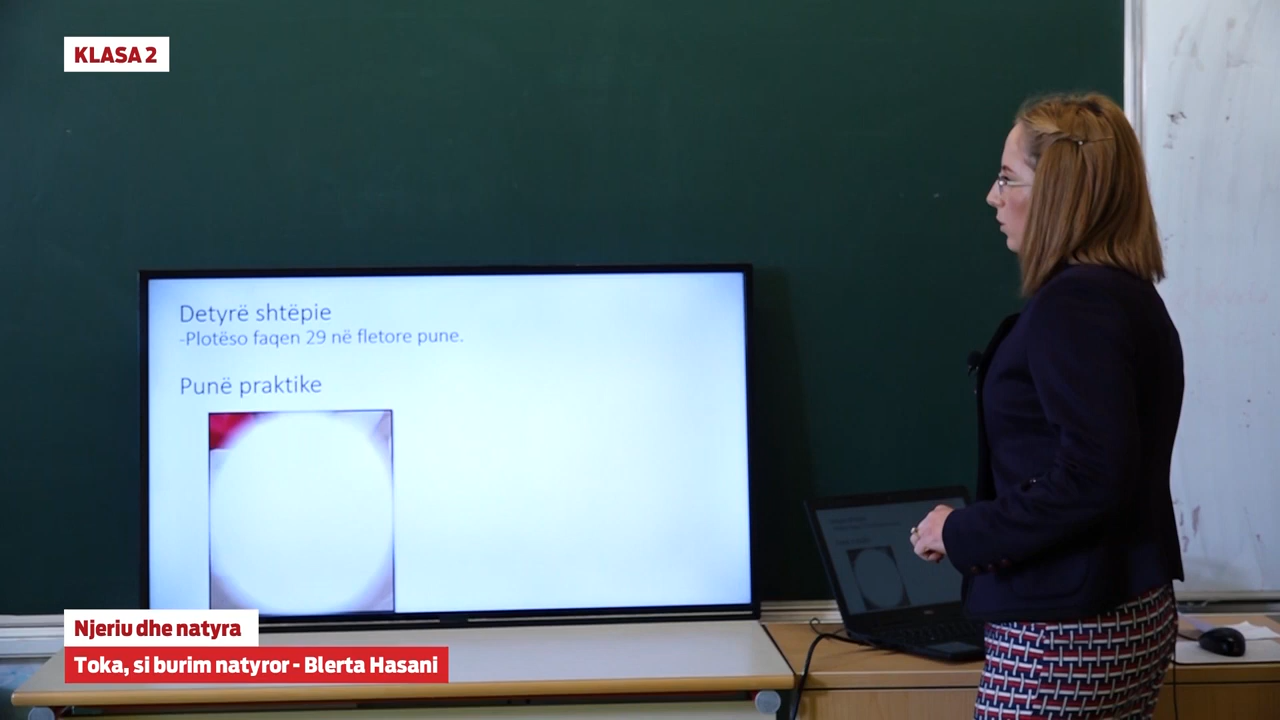 KLASA 2
Detyrë shtëpie
-Plotëso faqen 29 në fletore pune.
Punë praktike
Njeriu dhe natyra
Toka, si burim natyror - Blerta Hasani